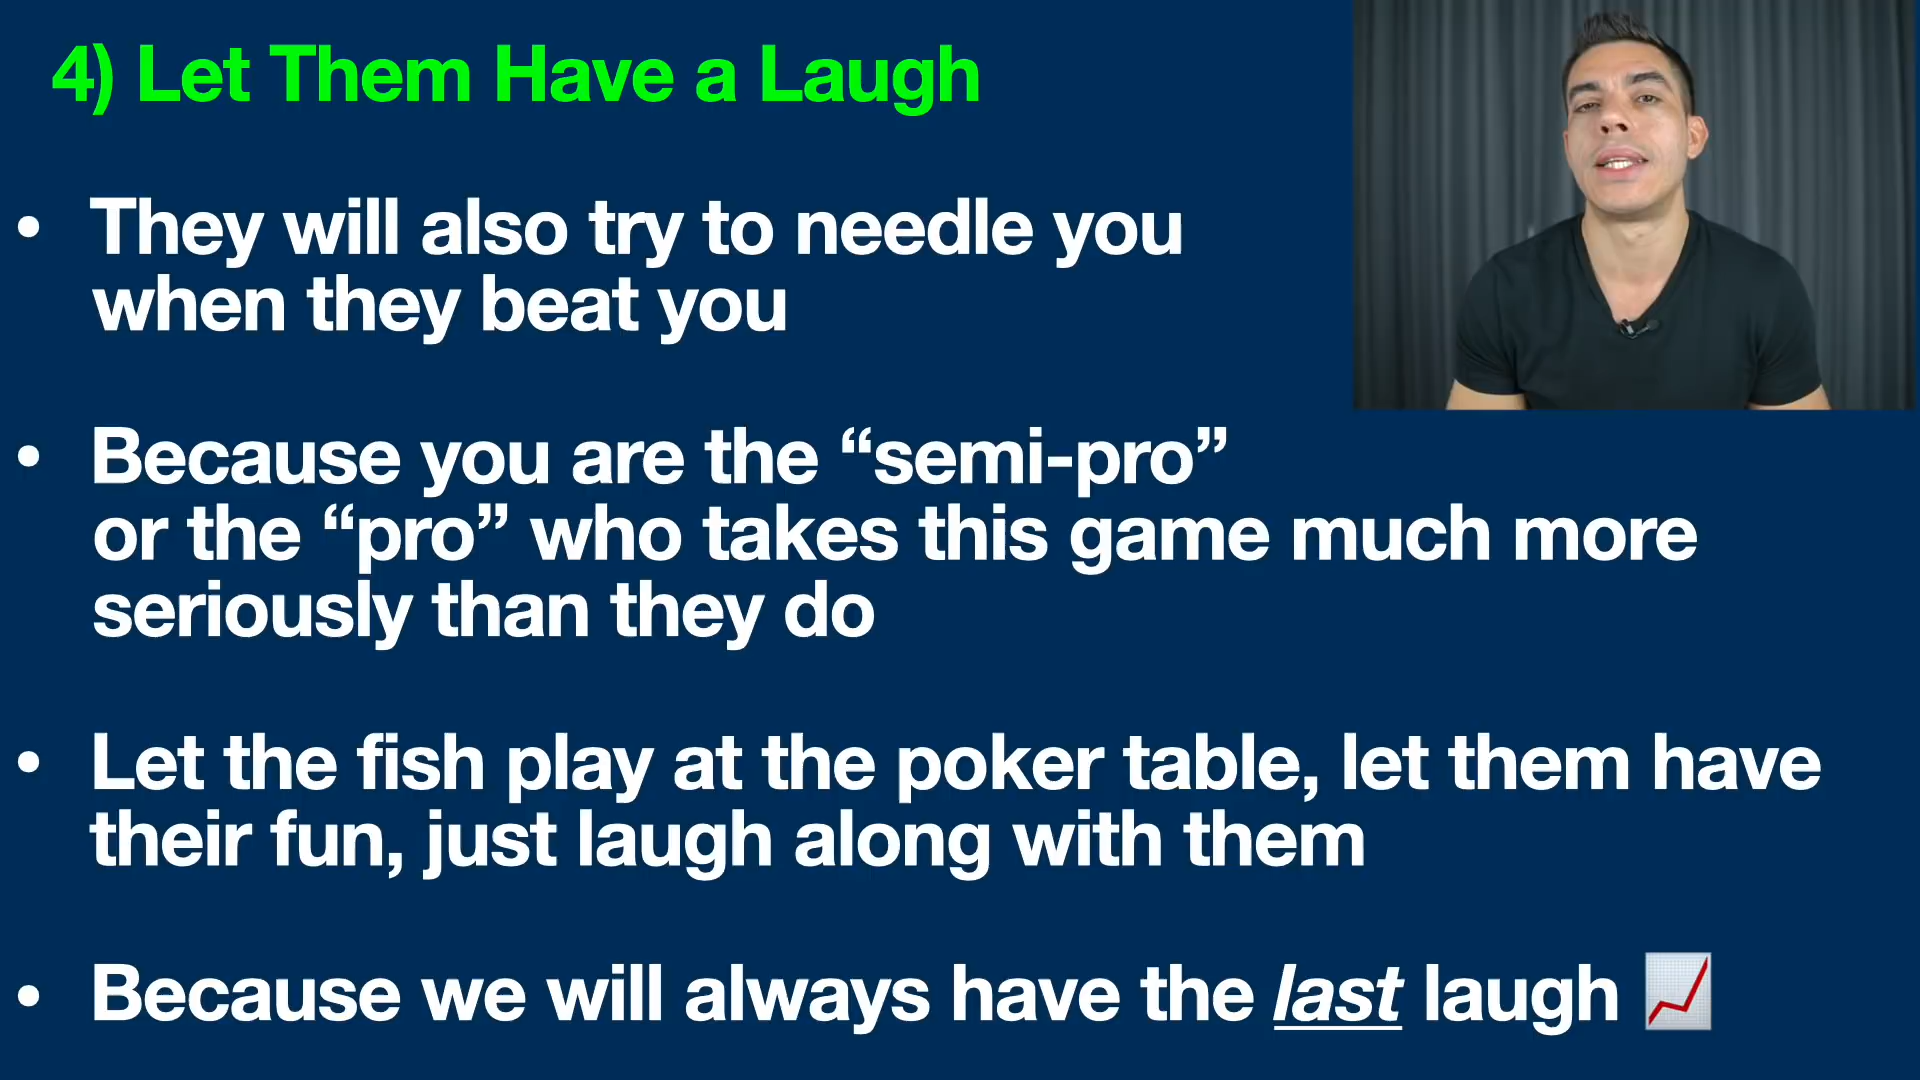 4) Let Them Have a Laugh
• They will also try to needle you
when they beat you
• Because you are the “semi-pro”
or the “pro” who takes this game much more
seriously than they do
• Let the fish play at the poker table, let them have
their fun, just laugh along with them
• Because we will always have the last laugh 📈